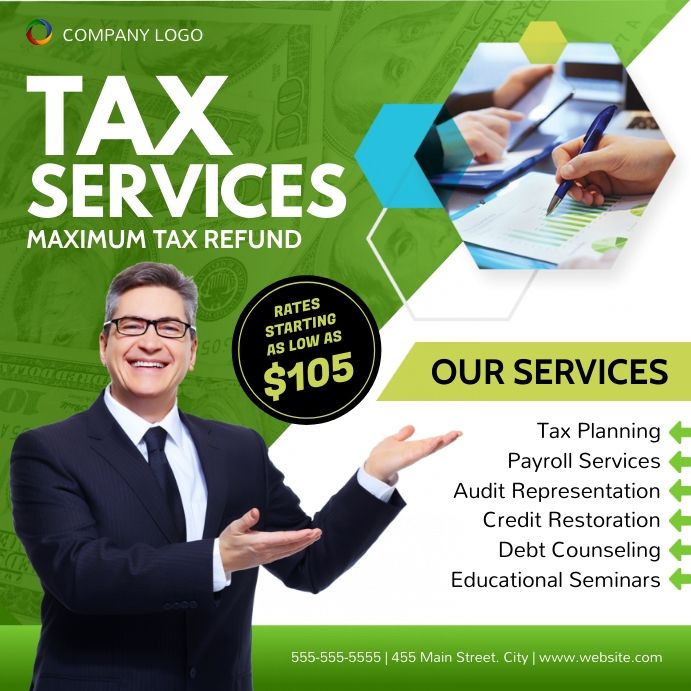 COMPANY LOGO
TAX
SERVICES
MAXIMUM TAX REFUND
RATES
STARTING
AS LOW AS
$105
OUR SERVICES
Tax Planning
Payroll Services
Audit Representation
Credit Restoration
Debt Counseling
Educational Seminars
555-555-5555 | 455 Main Street. City | www.website.com